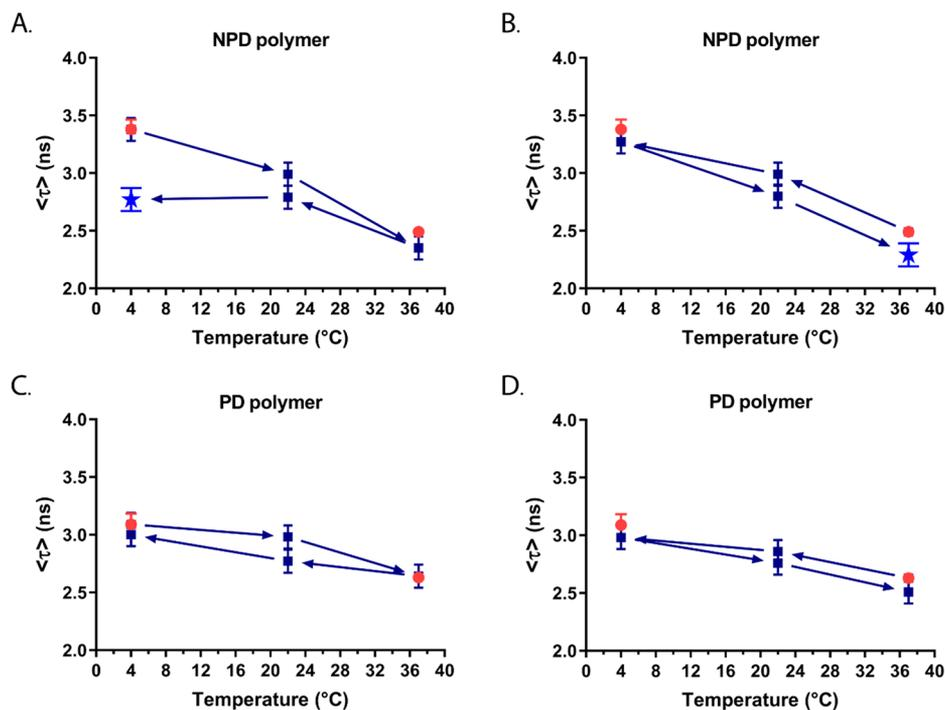 A.
NPD polymer
4.0
3.5
3.0
2.5
2.0
<τ> (ns)
0 4 8 12 16 20 24 28 32 36 40
Temperature (°C)
B.
NPD polymer
4.0
3.5
3.0
2.5
2.0
<τ> (ns)
0 4 8 12 16 20 24 28 32 36 40
Temperature (°C)
C.
PD polymer
4.0
3.5
3.0
2.5
2.0
<τ> (ns)
0 4 8 12 16 20 24 28 32 36 40
Temperature (°C)
D.
PD polymer
4.0
3.5
3.0
2.5
2.0
<τ> (ns)
0 4 8 12 16 20 24 28 32 36 40
Temperature (°C)